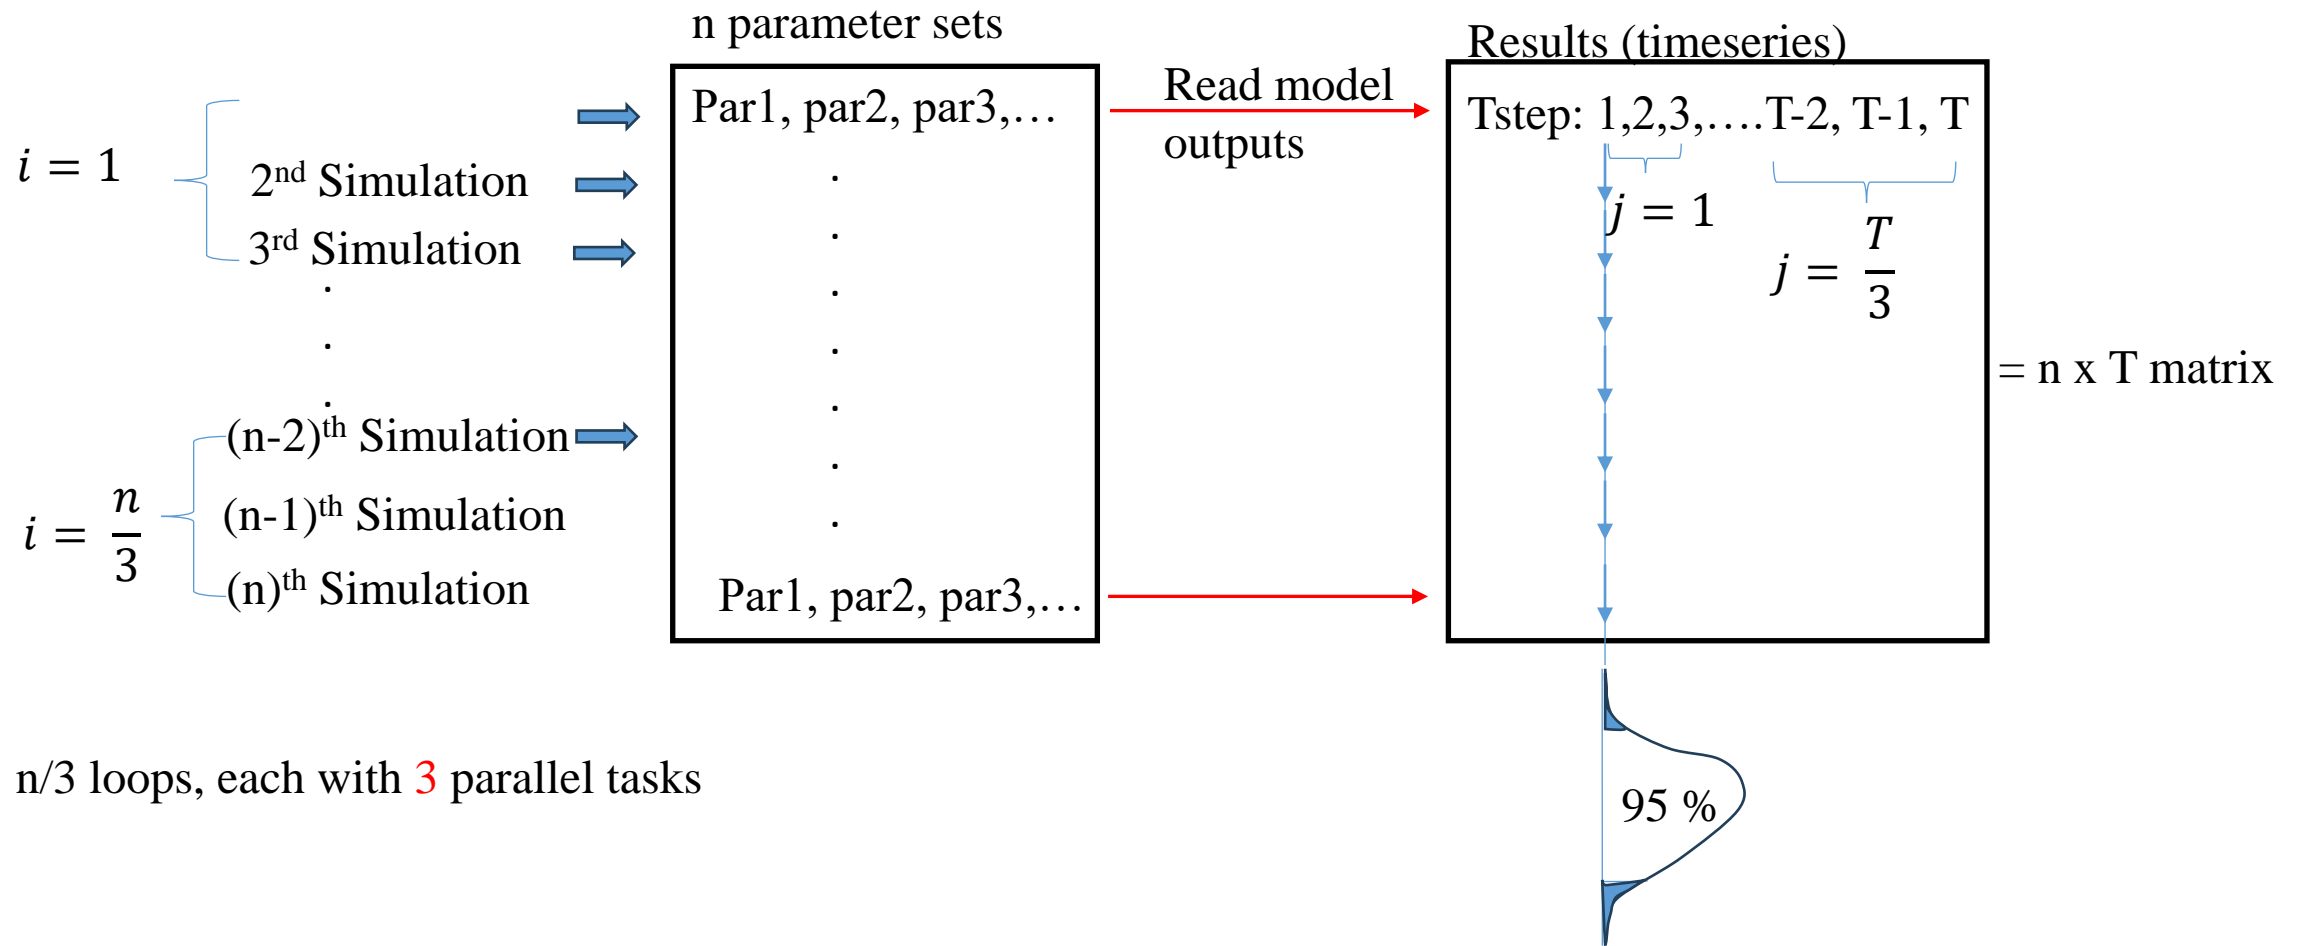 n parameter sets
Results (timeseries)
Par1, par2, par3,…
Read model
outputs
Tstep: 1,2,3,….T-2, T-1, T
i = 1
2nd Simulation
3rd Simulation
.
.
.
.
.
.
.
.
.
.
j = 1
j = T/3
= n x T matrix
(n-2)th Simulation
(n-1)th Simulation
(n)th Simulation
i = n/3
Par1, par2, par3,…
n/3 loops, each with 3 parallel tasks
95 %